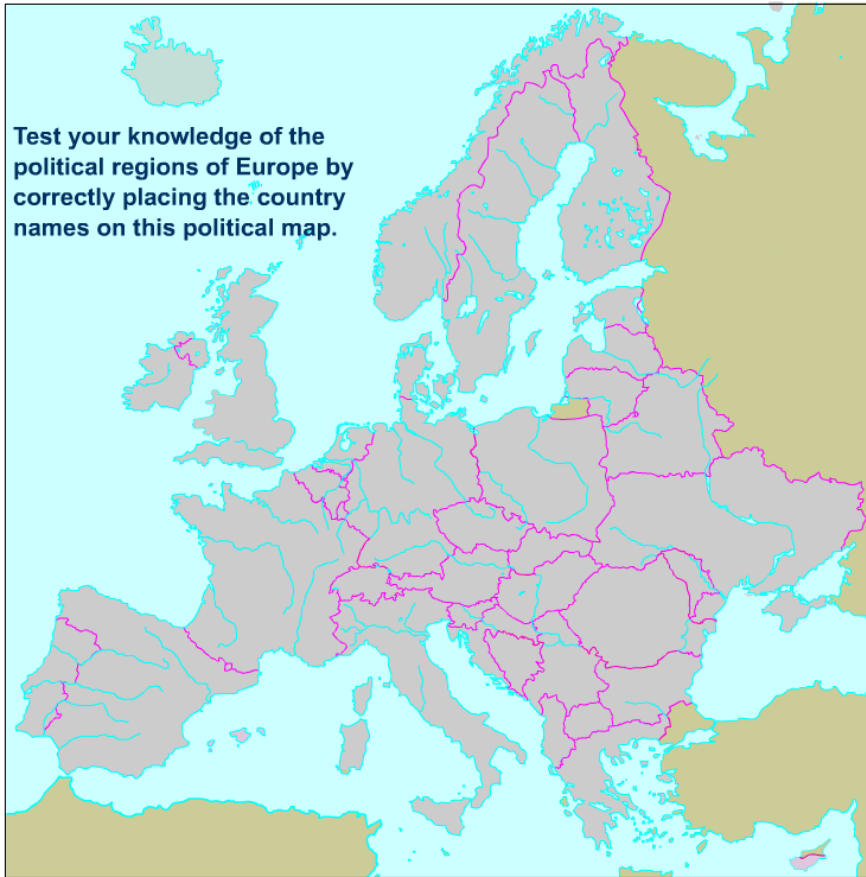 Test your knowledge of the
political regions of Europe by
correctly placing the country
names on this political map.